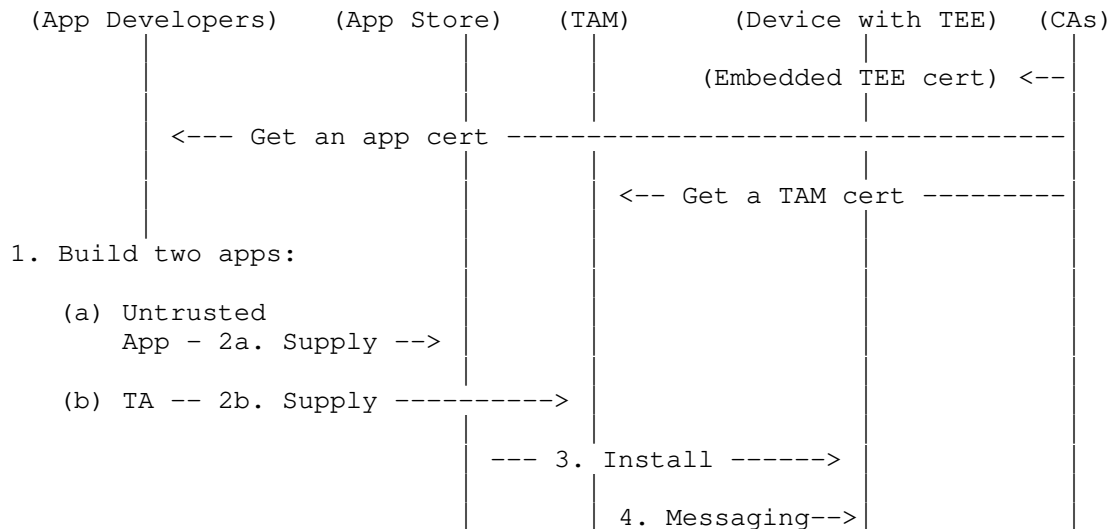 (App Developers) (App Store) (TAM) (Device with TEE) (CAs)
(Embedded TEE cert) <--
<--- Get an app cert -----------------------------------
<-- Get a TAM cert ---------
1. Build two apps:
(a) Untrusted
App - 2a. Supply -->
(b) TA -- 2b. Supply ---------->
--- 3. Install ------>
4. Messaging-->